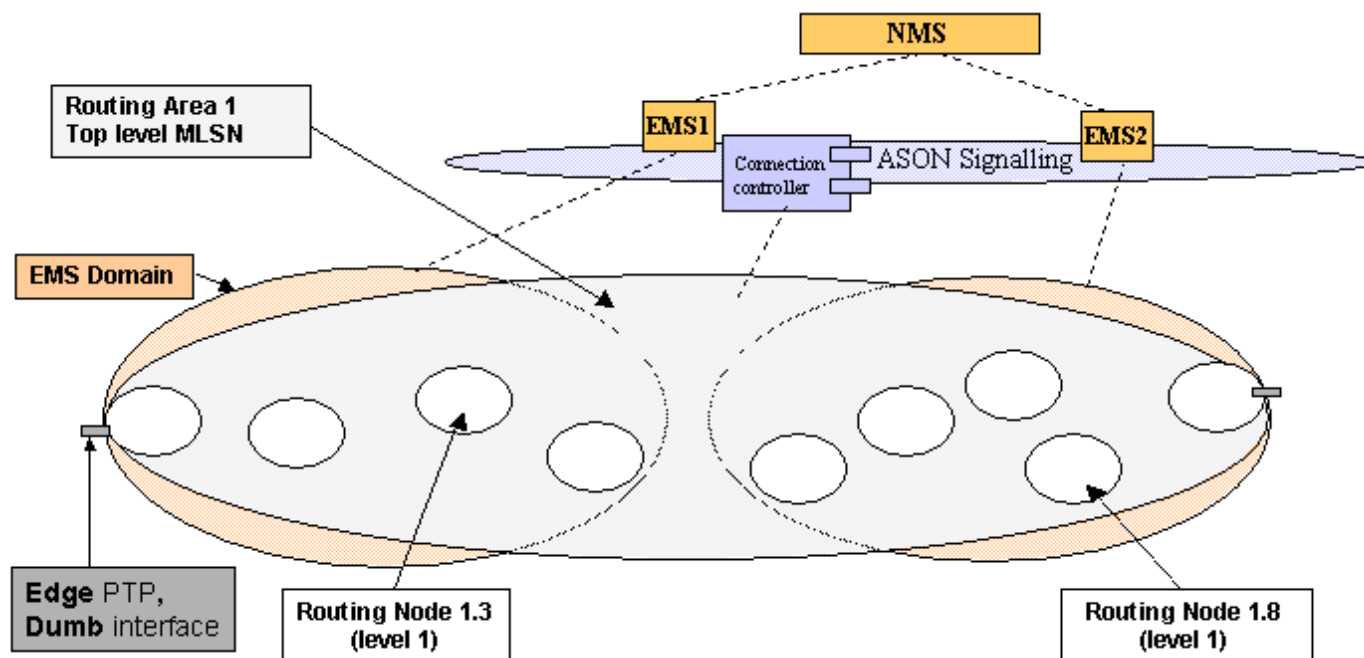 NMS
Routing Area 1
Top level MLSN
EMS1
EMS2
Connection
controller
ASON Signalling
EMS Domain
Edge PTP,
Dumb interface
Routing Node 1.3
(level 1)
Routing Node 1.8
(level 1)